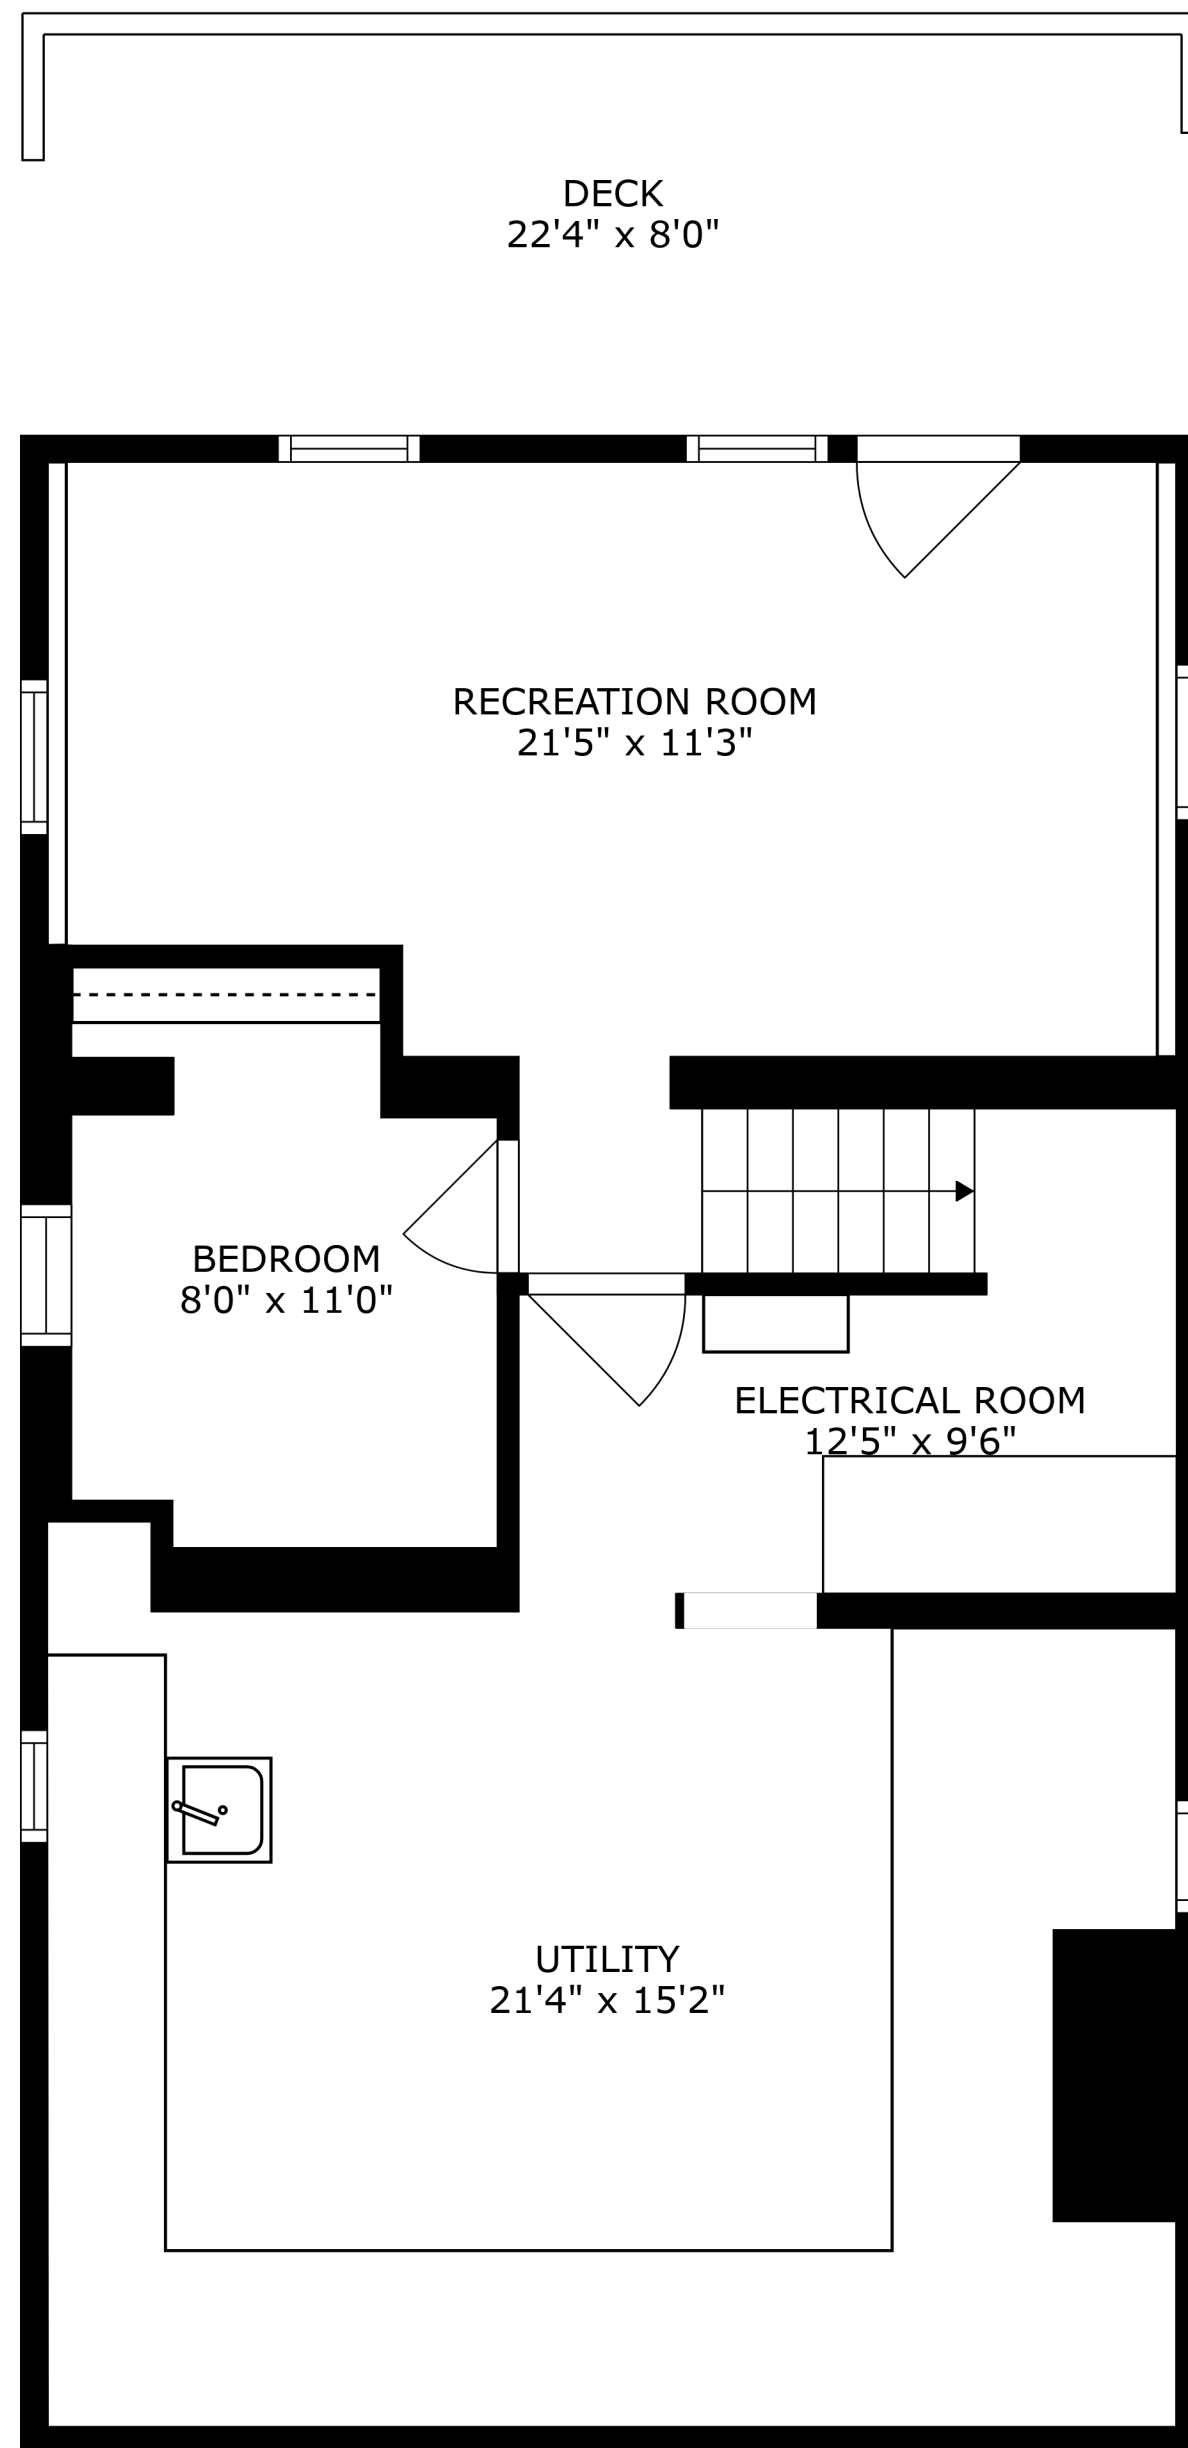 DECK
22'4" x 8'0"
RECREATION ROOM
21'5" x 11'3"
BEDROOM
8'0" x 11'0"
ELECTRICAL ROOM
12'5" x 9'6"
UTILITY
21'4" x 15'2"